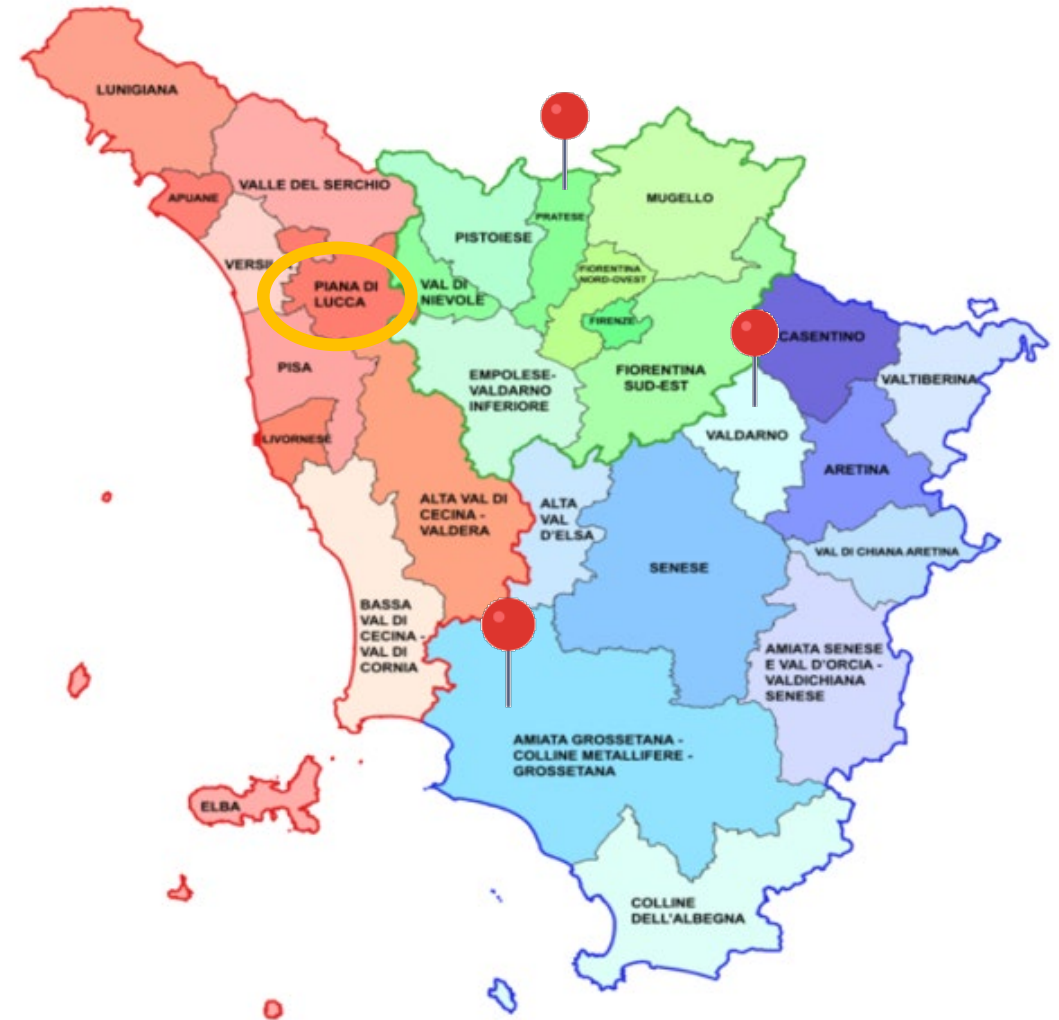 LUNIGIANA
VALLE DEL SERCHIO
APUANE
PISTOIESE
PRATESE
MUGELLO
PIANA DI
LUCCA
VAL DI
NIEVOLE
FIORENTINA
NORD-OVEST
FIRENZE
CASENTINO
PISA
EMPOLESE-
VALDARNO
INFERIORE
FIORENTINA
SUD-EST
VALTIBERINA
LIVORNESE
VALDARNO
ARETINA
ALTA VAL DI
CECINA -
VALDERA
ALTA
VAL
D'ELSA
SENESE
VAL DI CHIANA ARETINA
BASSA
VAL DI
CECINA -
VAL DI
CORNIA
AMIATA SENESE
E VAL D'ORCIA -
VALDICHIANA
SENESE
AMIATA GROSSETANA -
COLLINE METALLIFERE -
GROSSETANA
ELBA
COLLINE
DELL'ALBEGNA